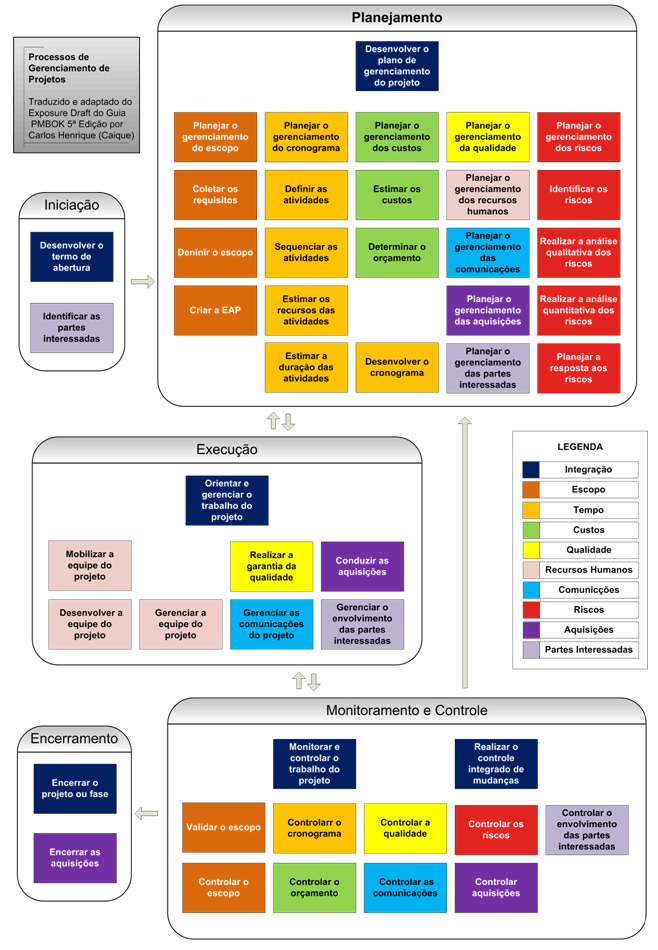 Planejamento
Desenvolver o
plano de
gerenciamento
do projeto
Processos de
Gerenciamento de
Projetos
Traduzido e adaptado do
Exposure Draft do Guia
PMBOK 5ª Edição por
Carlos Henrique (Caique)
Planejar o
gerenciamento
do escopo
Planejar o
gerenciamento
do cronograma
Planejar o
gerenciamento
dos custos
Planejar o
gerenciamento
da qualidade
Planejar o
gerenciamento
dos riscos
Coletar os
requisitos
Definir as
atividades
Estimar os
custos
Planejar o
gerenciamento
dos recursos
humanos
Identificar os
riscos
Deninir o escopo
Sequenciar as
atividades
Determinar o
orçamento
Planejar o
gerenciamento
das
comunicações
Realizar a análise
qualitativa dos
riscos
Criar a EAP
Estimar os
recursos das
atividades
Planejar o
gerenciamento
das aquisições
Realizar a análise
quantitativa dos
riscos
Estimar a
duração das
atividades
Desenvolver o
cronograma
Planejar o
gerenciamento
das partes
interessadas
Planejar a
resposta aos
riscos
Iniciação
Desenvolver o
termo de
abertura
Identificar as
partes
interessadas
Execução
Orientar e
gerenciar o
trabalho do
projeto
Mobilizar a
equipe do
projeto
Realizar a
garantia da
qualidade
Conduzir as
aquisições
Desenvolver a
equipe do
projeto
Gerenciar a
equipe do
projeto
Gerenciar as
comunicações
do projeto
Gerenciar o
envolvimento
das partes
interessadas
LEGENDA
Integração
Escopo
Tempo
Custos
Qualidade
Recursos Humanos
Comunicções
Riscos
Aquisições
Partes Interessadas
Monitoramento e Controle
Monitorar e
controlar o
trabalho do
projeto
Realizar o
controle
integrado de
mudanças
Validar o escopo
Controlarr o
cronograma
Controlar a
qualidade
Controlar os
riscos
Controlar o
envolvimento
das partes
interessadas
Controlar o
escopo
Controlar o
orçamento
Controlar as
comunicações
Controlar
aquisições
Encerramento
Encerrar o
projeto ou fase
Encerrar as
aquisições